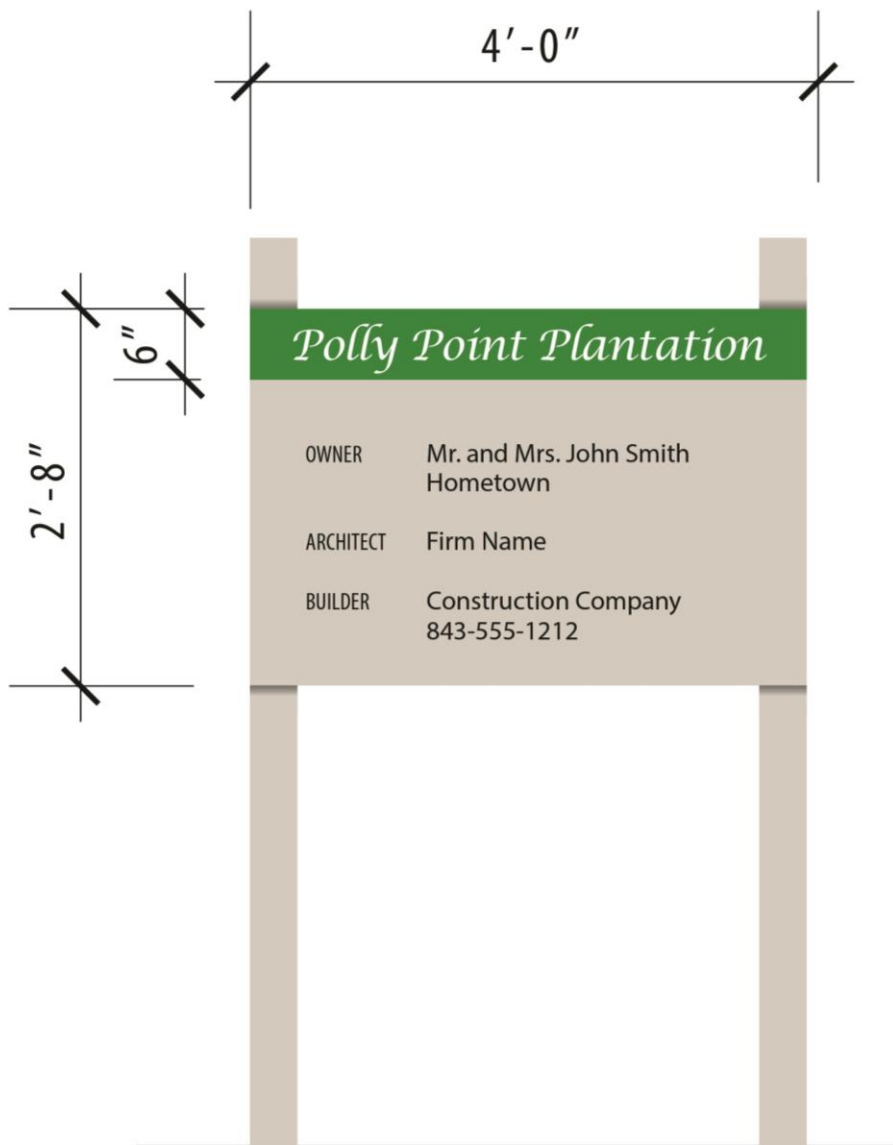 4'-0"
6"
2'-8"
Polly Point Plantation
OWNER Mr. and Mrs. John Smith
Hometown
ARCHITECT Firm Name
BUILDER Construction Company
843-555-1212